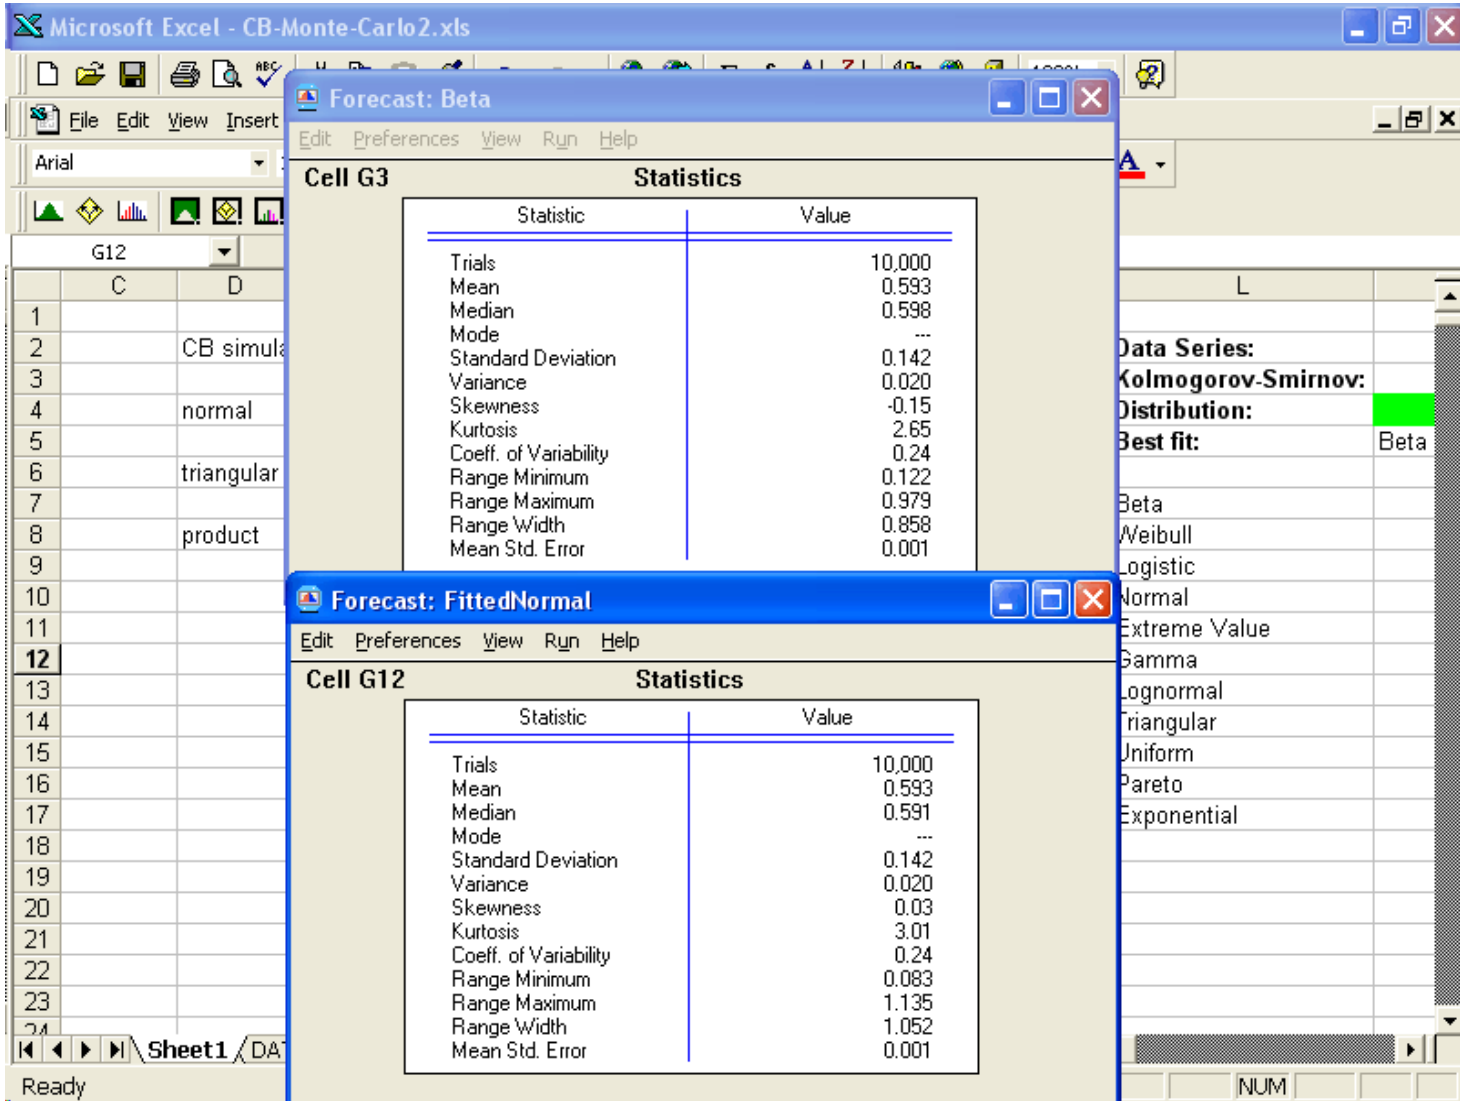 Microsoft Excel - CB-Monte-Carlo2.xls
ABC
File Edit View Insert
Arial
A
G12
C D L
1
2 CB simula Data Series:
3 Kolmogorov-Smirnov:
4 normal Distribution:
5 Best fit: Beta
6 triangular
7 Beta
8 product Weibull
9 Logistic
10 Normal
11 Extreme Value
12 Gamma
13 Lognormal
14 Triangular
15 Uniform
16 Pareto
17 Exponential
18
19
20
21
22
23
24
Sheet1 DAT
Ready NUM
Forecast: Beta
Edit Preferences View Run Help
Cell G3 Statistics
Statistic Value
Trials 10,000
Mean 0.593
Median 0.598
Mode ---
Standard Deviation 0.142
Variance 0.020
Skewness -0.15
Kurtosis 2.65
Coeff. of Variability 0.24
Range Minimum 0.122
Range Maximum 0.979
Range Width 0.858
Mean Std. Error 0.001
Forecast: FittedNormal
Edit Preferences View Run Help
Cell G12 Statistics
Statistic Value
Trials 10,000
Mean 0.593
Median 0.591
Mode ---
Standard Deviation 0.142
Variance 0.020
Skewness 0.03
Kurtosis 3.01
Coeff. of Variability 0.24
Range Minimum 0.083
Range Maximum 1.135
Range Width 1.052
Mean Std. Error 0.001